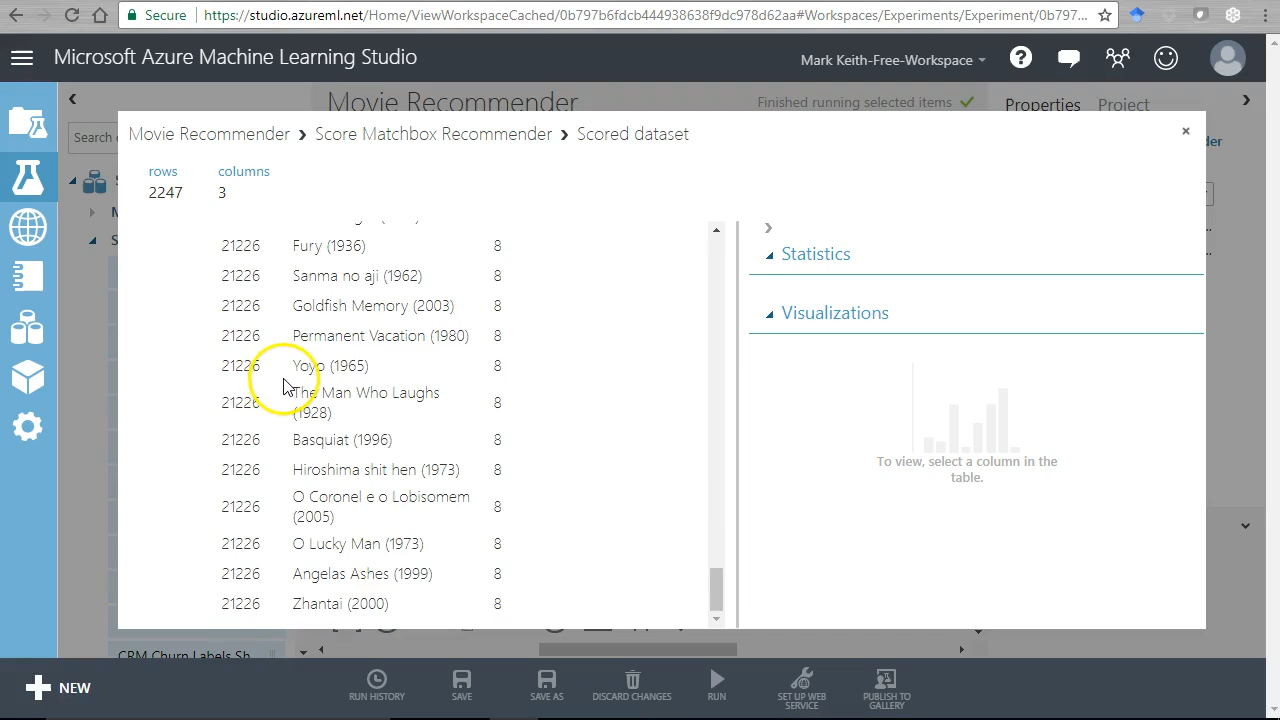 Secure
https://studio.azureml.net/Home/ViewWorkspaceCached/0b797b6fdcb444938638f9dc978d62aa#Workspaces/Experiments/Experiment/0b797...
Microsoft Azure Machine Learning Studio
Mark Keith-Free-Workspace
Movie Recommender
Finished running selected items
Properties Project
Search
Movie Recommender Score Matchbox Recommender Scored dataset
rows columns
2247 3
21226 Fury (1936) 8
21226 Sanma no aji (1962) 8
21226 Goldfish Memory (2003) 8
21226 Permanent Vacation (1980) 8
21226 Yoyo (1965) 8
21226 The Man Who Laughs (1928) 8
21226 Basquiat (1996) 8
21226 Hiroshime shit hen (1973) 8
21226 O Coronel e o Lobisomem (2005) 8
21226 O Lucky Man (1973) 8
21226 Angelas Ashes (1999) 8
21226 Zhantai (2000) 8
Statistics
Visualizations
To view, select a column in the
table.
CRM Churn Labels Sh
NEW
RUN HISTORY
SAVE
SAVE AS
DISCARD CHANGES
RUN
SET UP WEB
SERVICE
PUBLISH TO
GALLERY